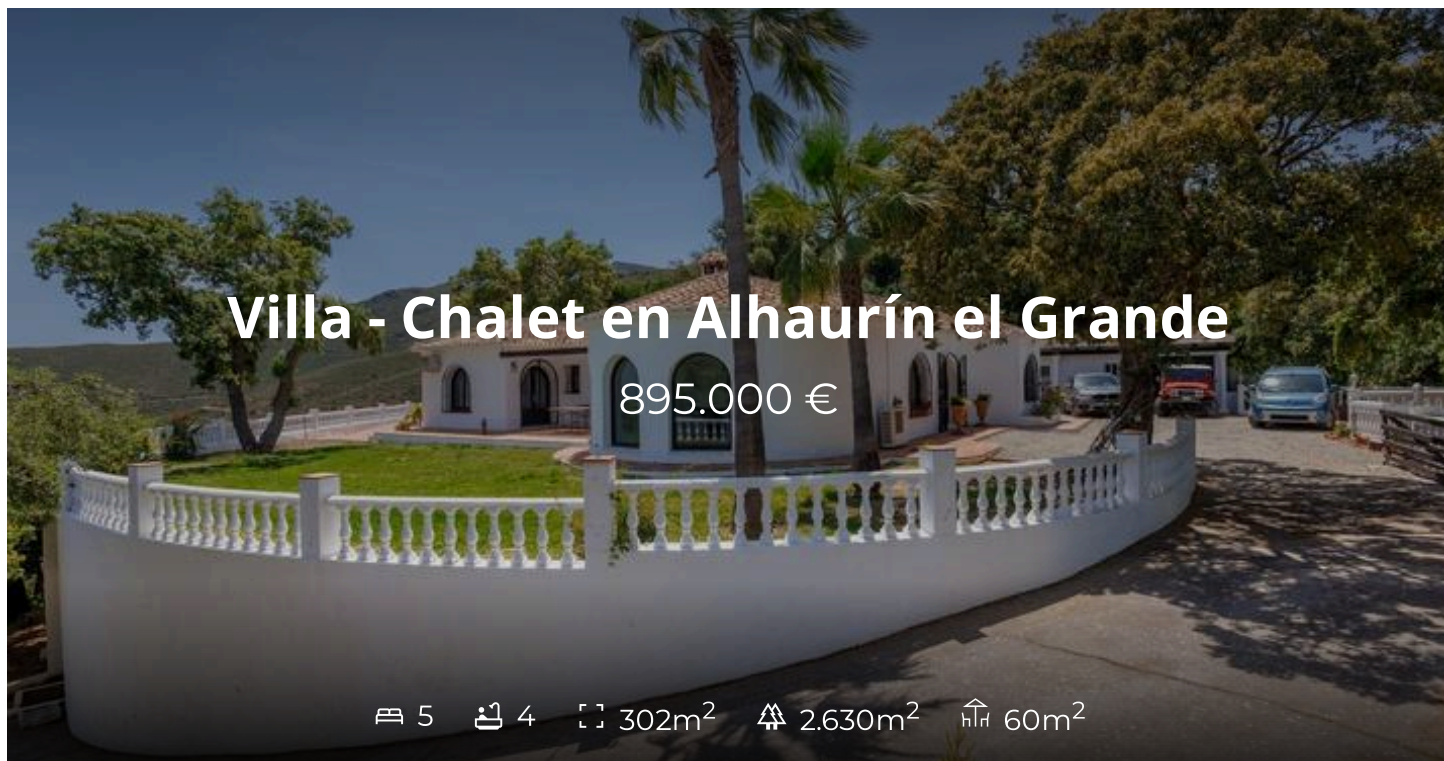 Villa - Chalet en Alhaurín el Grande
895.000 €
5 4 302m² 2.630m² 60m²